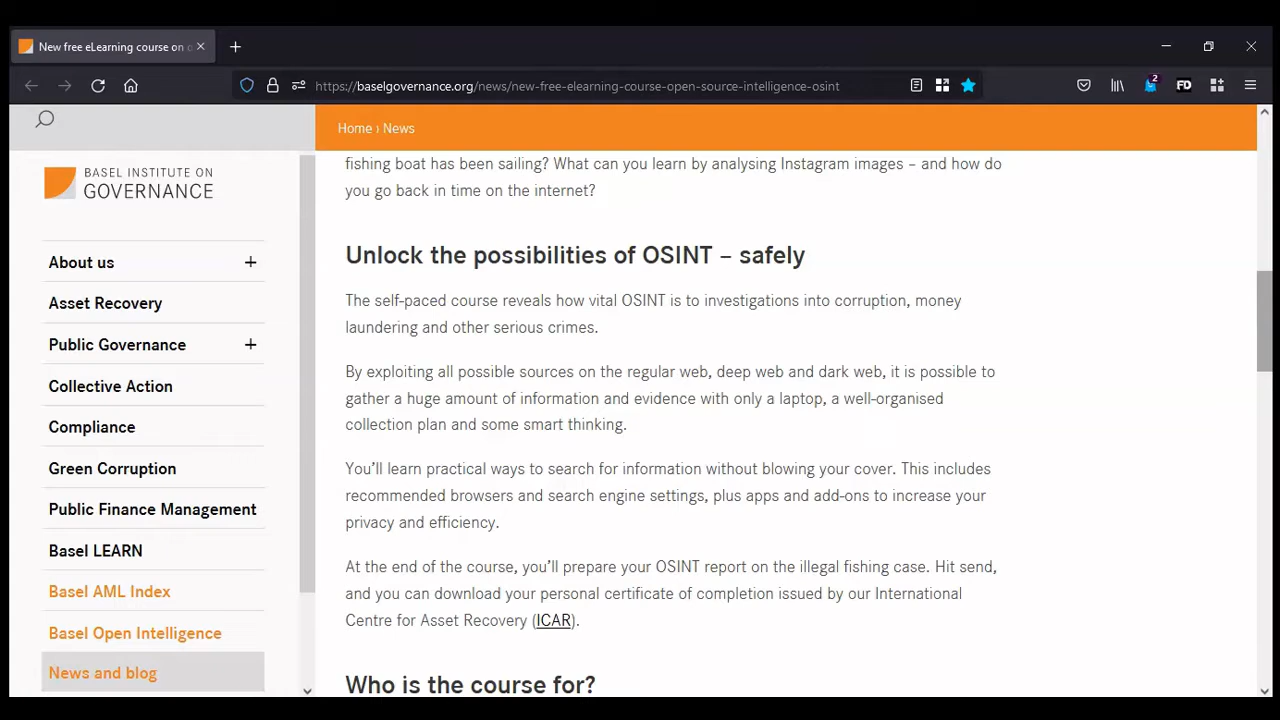 New free eLearning course on o
https://baselgovernance.org/news/new-free-elearning-course-open-source-intelligence-osint
2
FD
Home › News
BASEL INSTITUTE ON
GOVERNANCE
About us
Asset Recovery
Public Governance
Collective Action
Compliance
Green Corruption
Public Finance Management
Basel LEARN
Basel AML Index
Basel Open Intelligence
News and blog
fishing boat has been sailing? What can you learn by analysing Instagram images – and how do
you go back in time on the internet?
Unlock the possibilities of OSINT – safely
The self-paced course reveals how vital OSINT is to investigations into corruption, money
laundering and other serious crimes.
By exploiting all possible sources on the regular web, deep web and dark web, it is possible to
gather a huge amount of information and evidence with only a laptop, a well-organised
collection plan and some smart thinking.
You’ll learn practical ways to search for information without blowing your cover. This includes
recommended browsers and search engine settings, plus apps and add-ons to increase your
privacy and efficiency.
At the end of the course, you’ll prepare your OSINT report on the illegal fishing case. Hit send,
and you can download your personal certificate of completion issued by our International
Centre for Asset Recovery (ICAR).
Who is the course for?